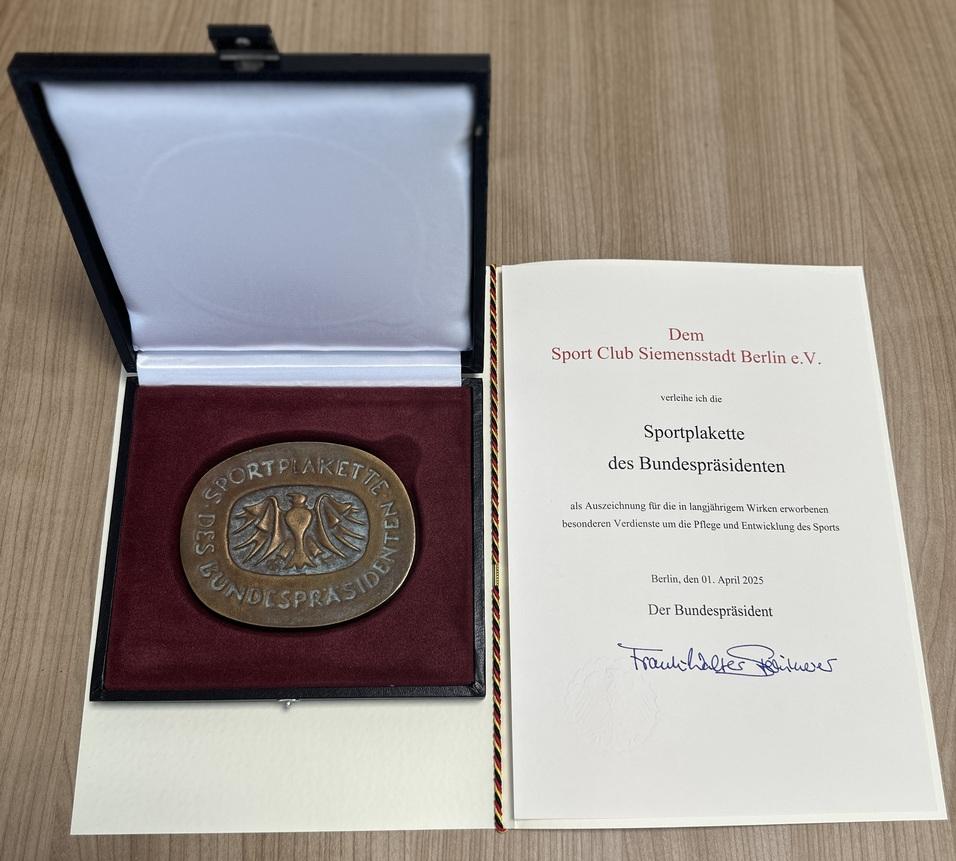 · SPORTPLAKETTE ·
DES BUNDESPRÄSIDENTEN
Dem
Sport Club Siemensstadt Berlin e.V.
verleihe ich die
Sportplakette
des Bundespräsidenten
als Auszeichnung für die in langjährigem Wirken erworbenen
besonderen Verdienste um die Pflege und Entwicklung des Sports
Berlin, den 01. April 2025
Der Bundespräsident